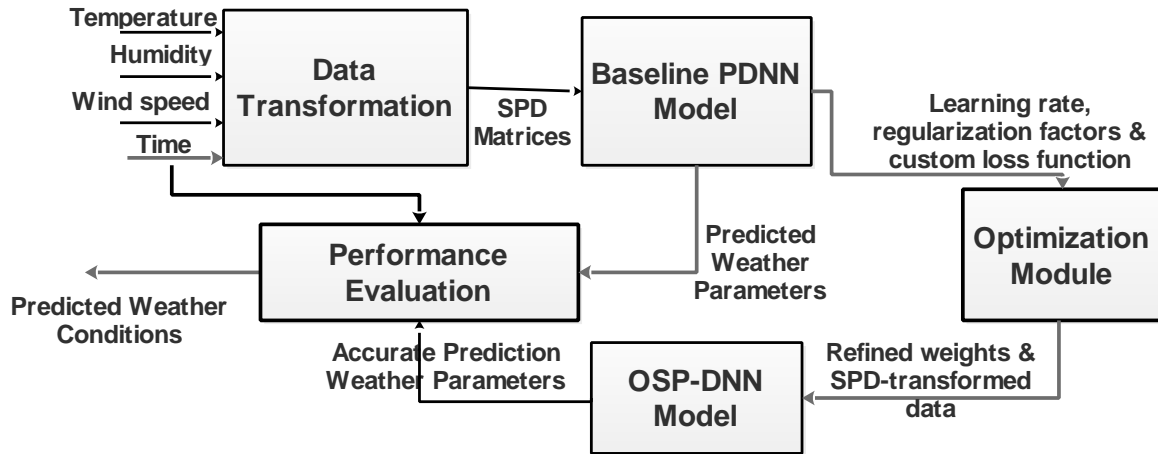 Temperature
Humidity
Wind speed
Time
Data
Transformation
SPD
Matrices
Baseline PDNN
Model
Learning rate,
regularization factors &
custom loss function
Optimization
Module
Performance
Evaluation
Predicted
Weather
Parameters
Predicted Weather
Conditions
Accurate Prediction
Weather Parameters
OSP-DNN
Model
Refined weights &
SPD-transformed
data